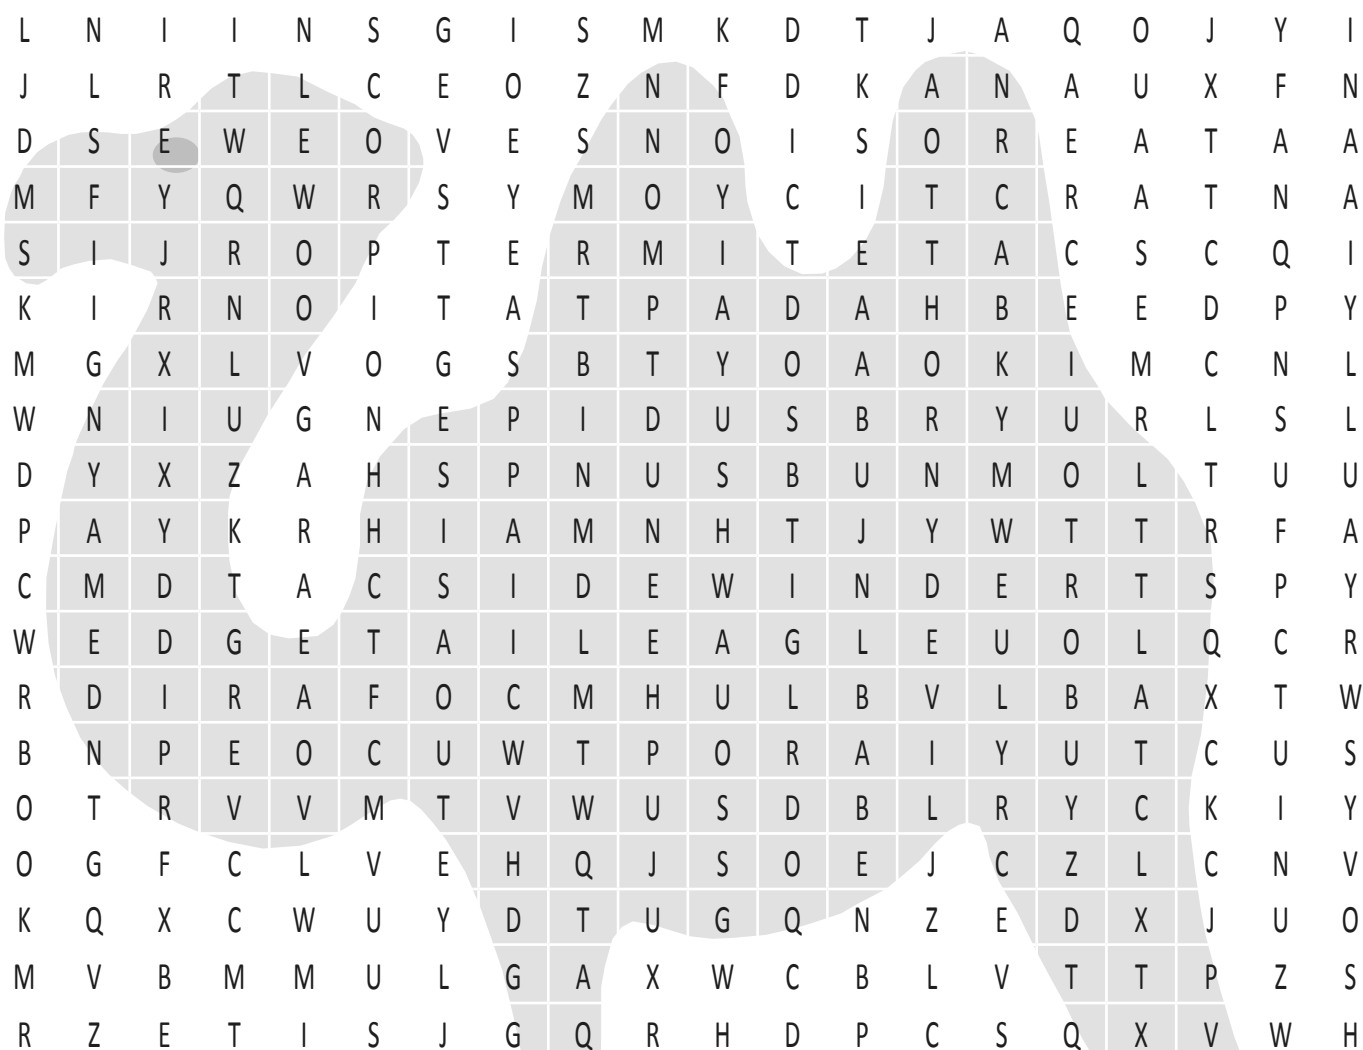 L N I I N S G I S M K D T J A Q O J Y I
J L R T L C E O Z N F D K A N A U X F N
D S E W E O V E S N O I S O R E A T A A
M F Y Q W R S Y M O Y C I T C R A T N A
S I J R O P T E R M I T E T A C S C Q I
K I R N O I T A T P A D A H B E E D P Y
M G X L V O G S B T Y O A O K I M C N L
W N I U G N E P I D U S B R Y U R L S L
D Y X Z A H S P N U S B U N M O L T U U
P A Y K R H I A M N H T J Y W T T R F A
C M D T A C S I D E W I N D E R T S P Y
W E D G E T A I L E A G L E U O L Q C R
R D I R A F O C M H U L B V L B A X T W
B N P E O C U W T P O R A I Y U T C U S
O T R V V M T V W U S D B L R Y C K I Y
O G F C L V E H Q J S O E J C Z L C N V
K Q X C W U Y D T U G Q N Z E D X J U O
M V B M M U L G A X W C B L V T T P Z S
R Z E T I S J G Q R H D P C S Q X V W H